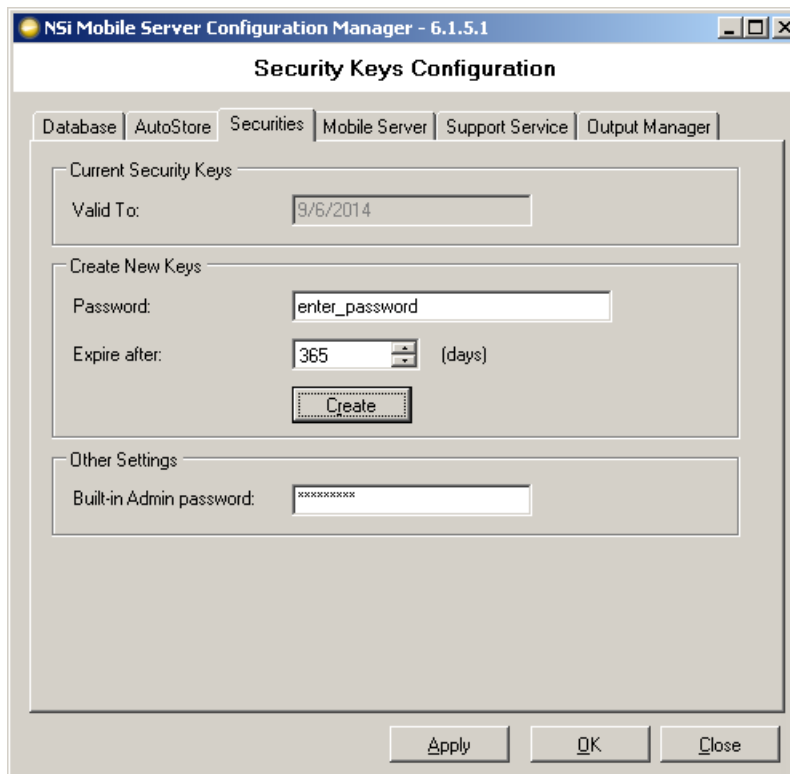 NSi Mobile Server Configuration Manager - 6.1.5.1
Security Keys Configuration
Database AutoStore Securities Mobile Server Support Service Output Manager
Current Security Keys
Valid To: 9/6/2014
Create New Keys
Password: enter_password
Expire after: 365 (days)
Create
Other Settings
Built-in Admin password: *********
Apply OK Close